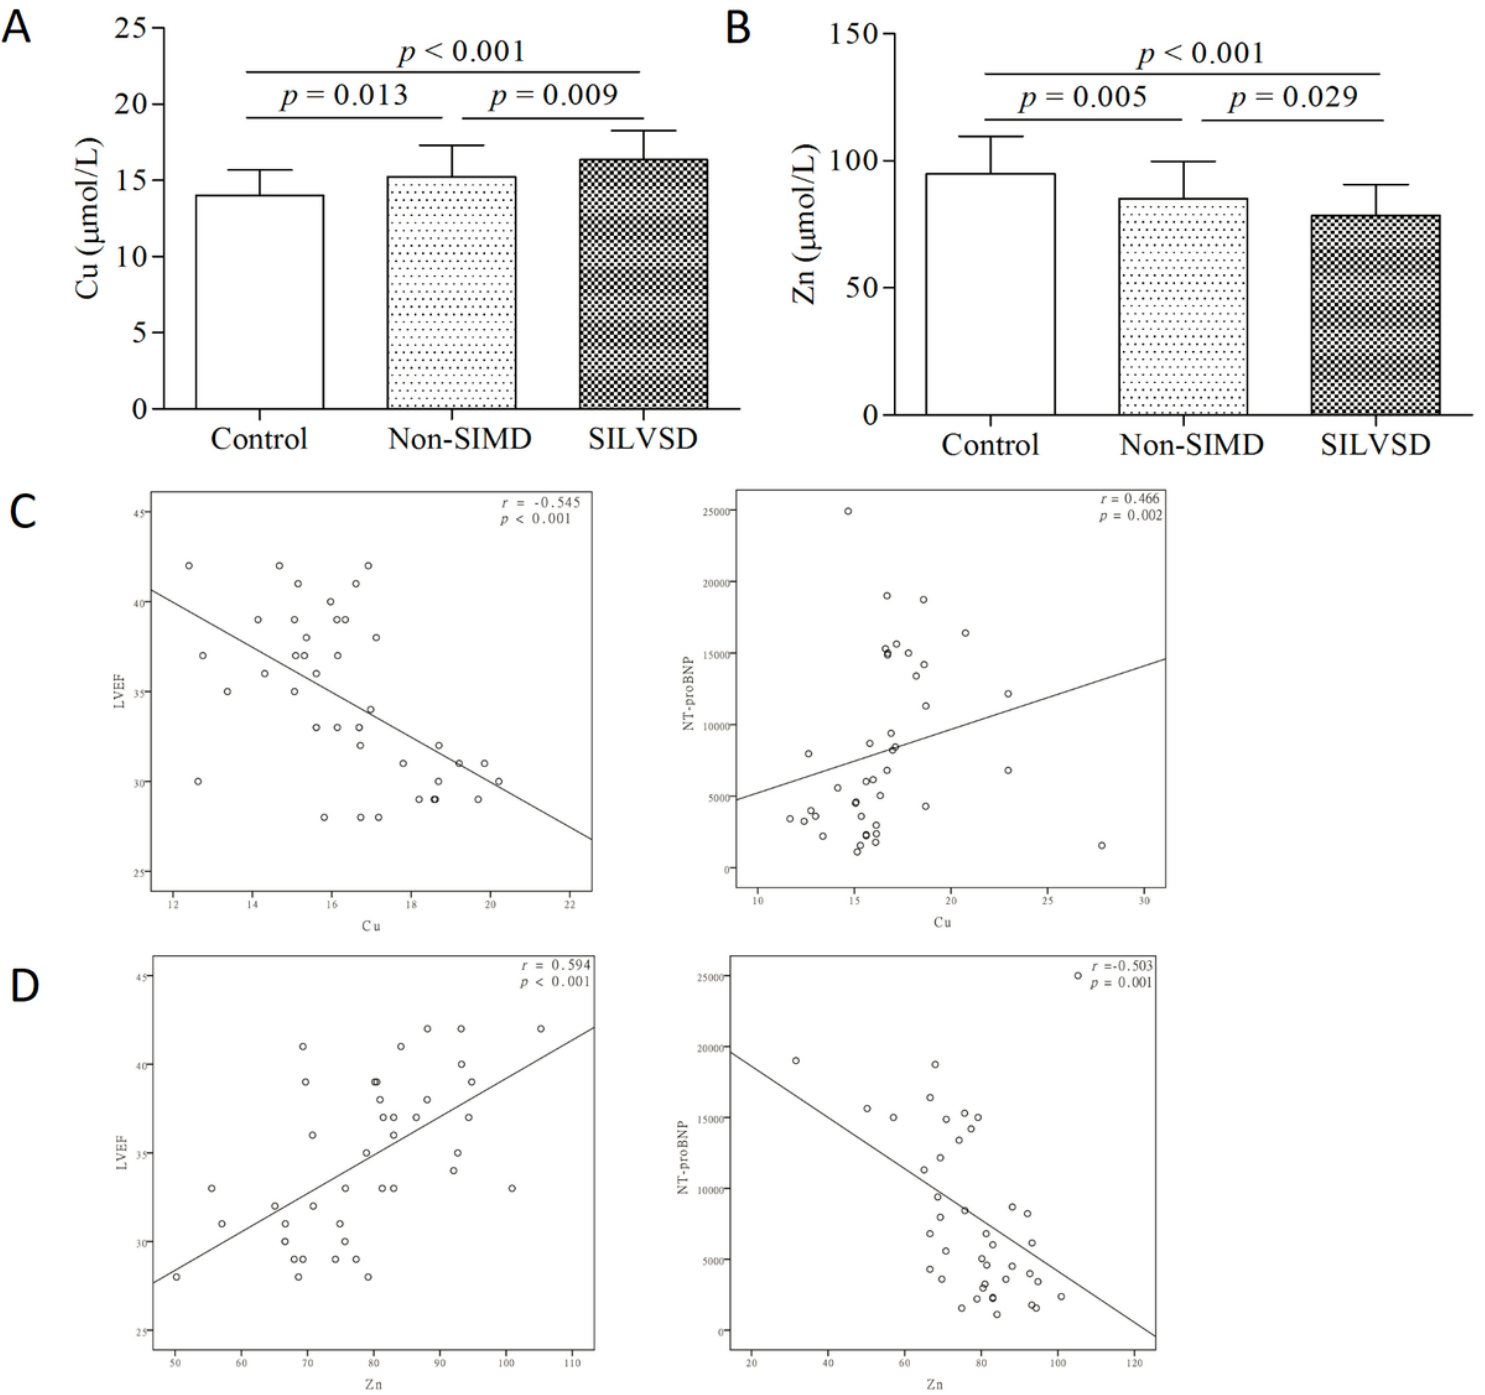 A
25
20
15
10
5
0
Cu (μmol/L)
p < 0.001
p = 0.013
p = 0.009
Control
Non-SIMD
SILVSD
B
150
100
50
0
Zn (μmol/L)
p < 0.001
p = 0.005
p = 0.029
Control
Non-SIMD
SILVSD
C
r = -0.545
p < 0.001
45
40
35
30
25
LVEF
12 14 16 18 20 22
Cu
r = 0.466
p = 0.002
25000
20000
15000
10000
5000
0
NT-proBNP
10 15 20 25 30
Cu
D
r = 0.594
p < 0.001
45
40
35
30
25
LVEF
50 60 70 80 90 100 110
Zn
r =-0.503
p = 0.001
25000
20000
15000
10000
5000
0
NT-proBNP
20 40 60 80 100 120
Zn